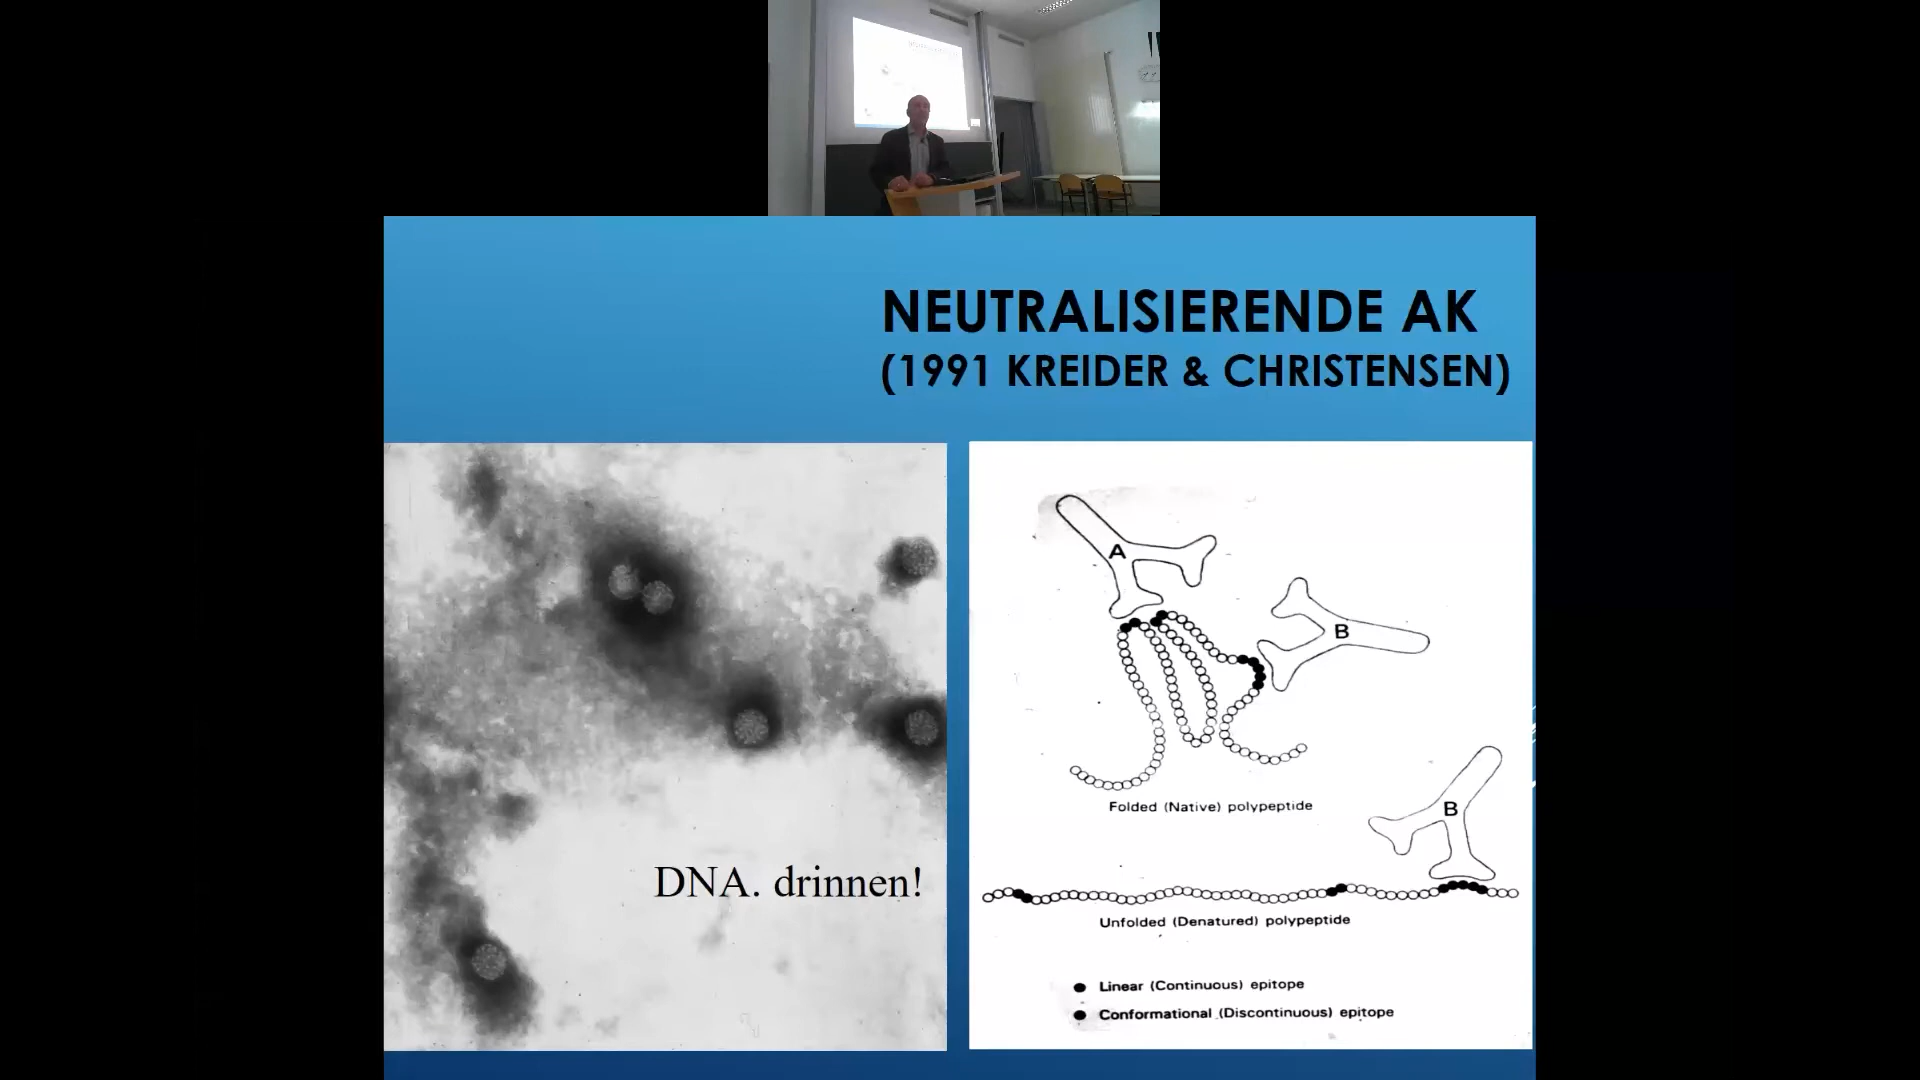 NEUTRALISIERENDE AK
(1991 KREIDER & CHRISTENSEN)
DNA. drinnen!
A
B
Folded (Native) polypeptide
B
Unfolded (Denatured) polypeptide
Linear (Continuous) epitope
Conformational (Discontinuous) epitope